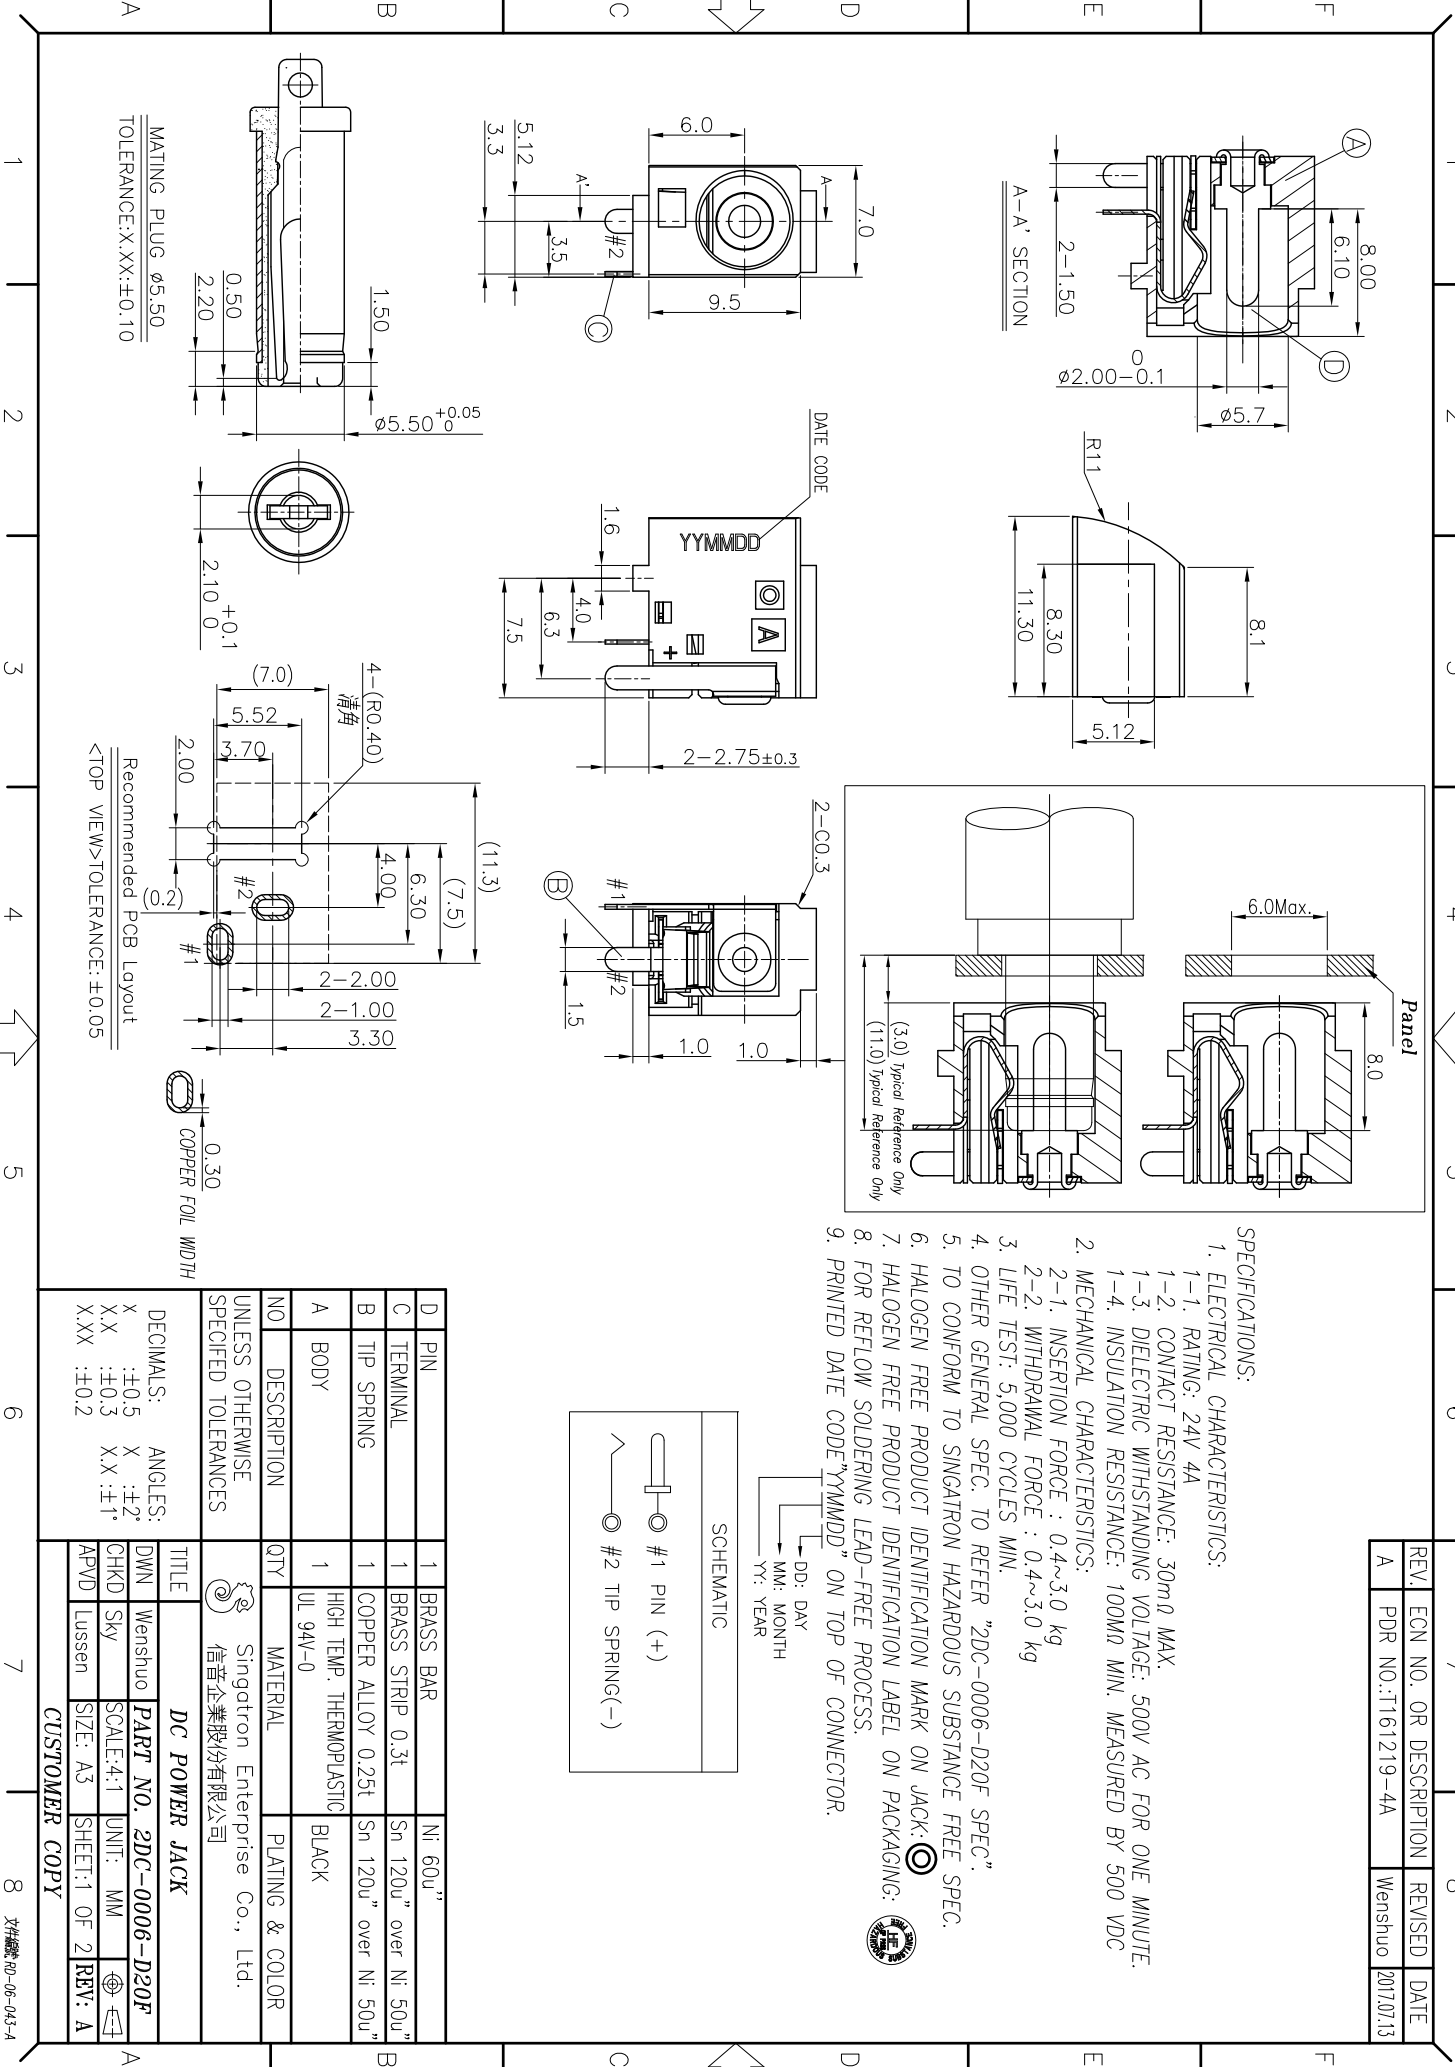 REV. ECN NO. OR DESCRIPTION REVISED DATE
A PDR NO.:T161219-4A Wenshuo 2017.07.13
F E D C B A
1 2 3 4 5 6 7 8
A
8.00
6.10
D
2-1.50
A-A' SECTION
0
ø2.00-0.1
ø5.7
R11
8.1
8.30
11.30
5.12
Panel
6.0Max.
8.0
(3.0) Typical Reference Only
(11.0) Typical Reference Only
7.0
6.0
A
A'
5.12
3.3
3.5
#2
9.5
C
DATE CODE
YYMMDD
A
+
1.6
4.0
6.3
7.5
2-2.75±0.3
2-C0.3
#1
#2
B
1.5
1.0
1.0
MATING PLUG ø5.50
TOLERANCE:X.XX:±0.10
1.50
0.50
2.20
ø5.50 +0.05 0
2.10 +0.1 0
4-(R0.40)
清角
(7.0)
5.52
3.70
2.00
(11.3)
(7.5)
6.30
4.00
#2
#1
(0.2)
2-2.00
2-1.00
3.30
Recommended PCB Layout
<TOP VIEW>TOLERANCE:±0.05
0.30
COPPER FOIL WIDTH
SPECIFICATIONS:
1. ELECTRICAL CHARACTERISTICS:
1-1. RATING: 24V 4A
1-2. CONTACT RESISTANCE: 30mΩ MAX.
1-3. DIELECTRIC WITHSTANDING VOLTAGE: 500V AC FOR ONE MINUTE.
1-4. INSULATION RESISTANCE: 100MΩ MIN. MEASURED BY 500 VDC
2. MECHANICAL CHARACTERISTICS:
2-1. INSERTION FORCE : 0.4~3.0 kg
2-2. WITHDRAWAL FORCE : 0.4~3.0 kg
3. LIFE TEST: 5,000 CYCLES MIN.
4. OTHER GENERAL SPEC. TO REFER "2DC-0006-D20F SPEC".
5. TO CONFORM TO SINGATRON HAZARDOUS SUBSTANCE FREE SPEC.
6. HALOGEN FREE PRODUCT IDENTIFICATION MARK ON JACK:
7. HALOGEN FREE PRODUCT IDENTIFICATION LABEL ON PACKAGING:
HF
8. FOR REFLOW SOLDERING LEAD-FREE PROCESS.
9. PRINTED DATE CODE"YYMMDD" ON TOP OF CONNECTOR.
DD: DAY
MM: MONTH
YY: YEAR
SCHEMATIC
#1 PIN (+)
#2 TIP SPRING(-)
D PIN 1 BRASS BAR Ni 60u"
C TERMINAL 1 BRASS STRIP 0.3t Sn 120u" over Ni 50u"
B TIP SPRING 1 COPPER ALLOY 0.25t Sn 120u" over Ni 50u"
A BODY 1 HIGH TEMP. THERMOPLASTIC UL 94V-0 BLACK
NO DESCRIPTION QTY MATERIAL PLATING & COLOR
UNLESS OTHERWISE
SPECIFED TOLERANCES
DECIMALS: ANGLES:
X :±0.5 X :±2°
X.X :±0.3 X.X :±1°
X.XX :±0.2
Singatron Enterprise Co., Ltd.
信音企業股份有限公司
TITLE DC POWER JACK
DWN Wenshuo PART NO. 2DC-0006-D20F
CHKD Sky SCALE:4:1 UNIT: MM
APVD Lussen SIZE: A3 SHEET:1 OF 2 REV: A
CUSTOMER COPY
文件編號:RD-06-043-A